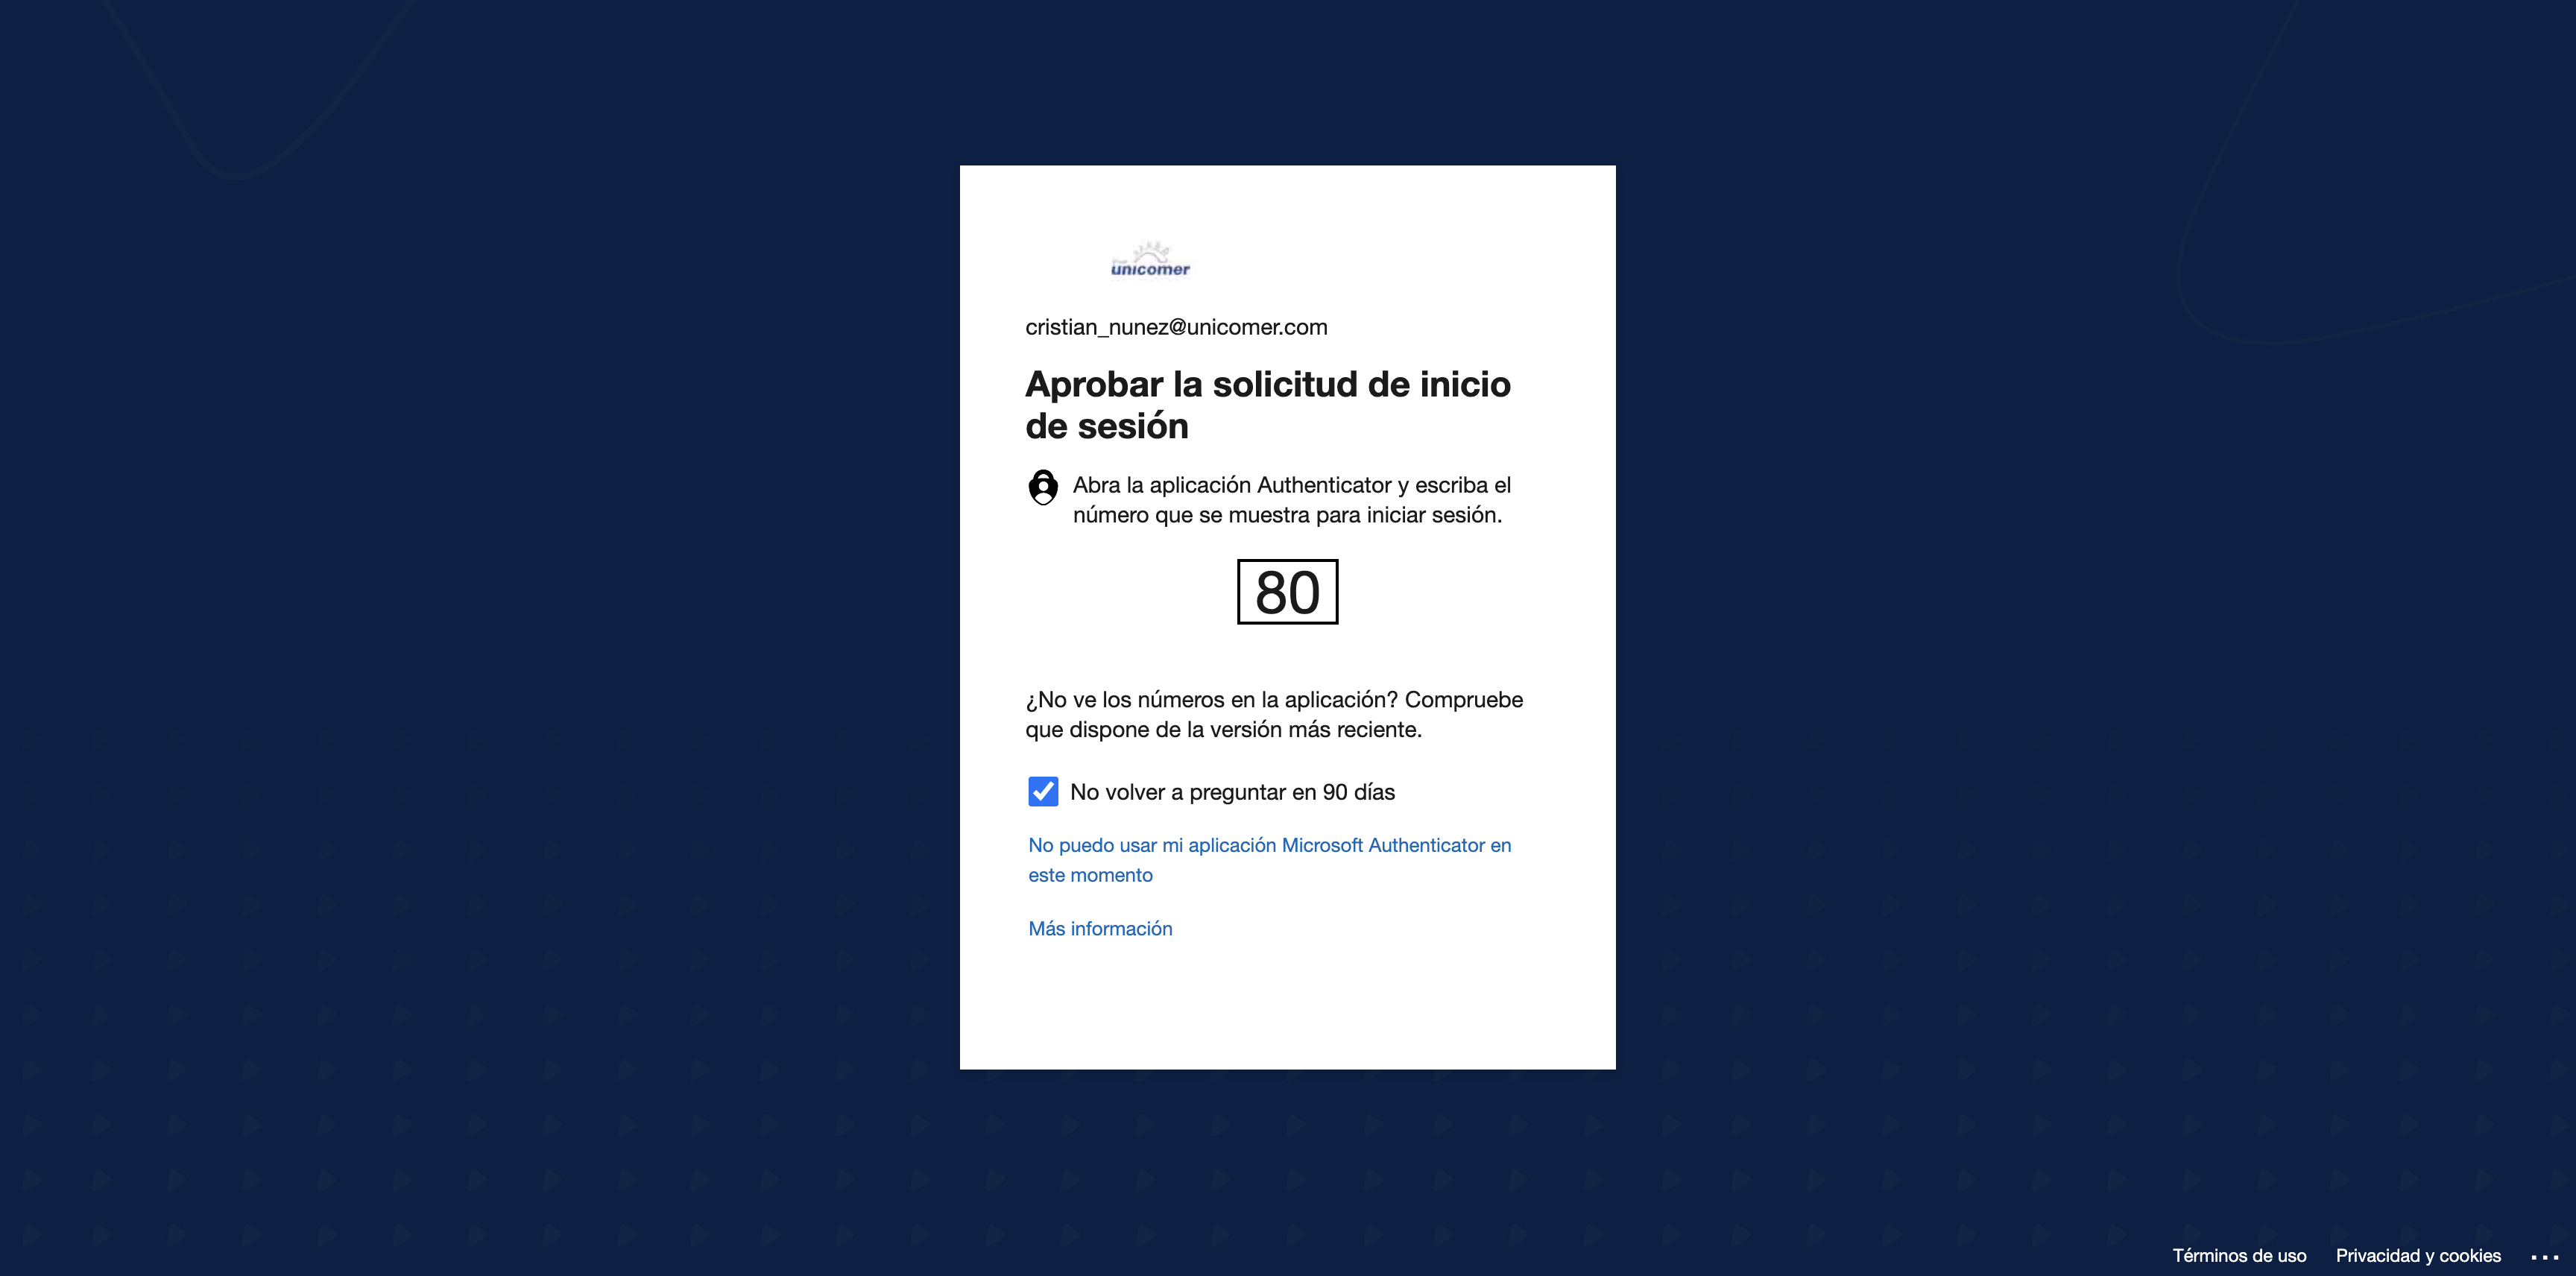 unicomer
cristian_nunez@unicomer.com
Aprobar la solicitud de inicio
de sesión
Abra la aplicación Authenticator y escriba el
número que se muestra para iniciar sesión.
80
¿No ve los números en la aplicación? Compruebe
que dispone de la versión más reciente.
No volver a preguntar en 90 días
No puedo usar mi aplicación Microsoft Authenticator en
este momento
Más información
Términos de uso Privacidad y cookies ...